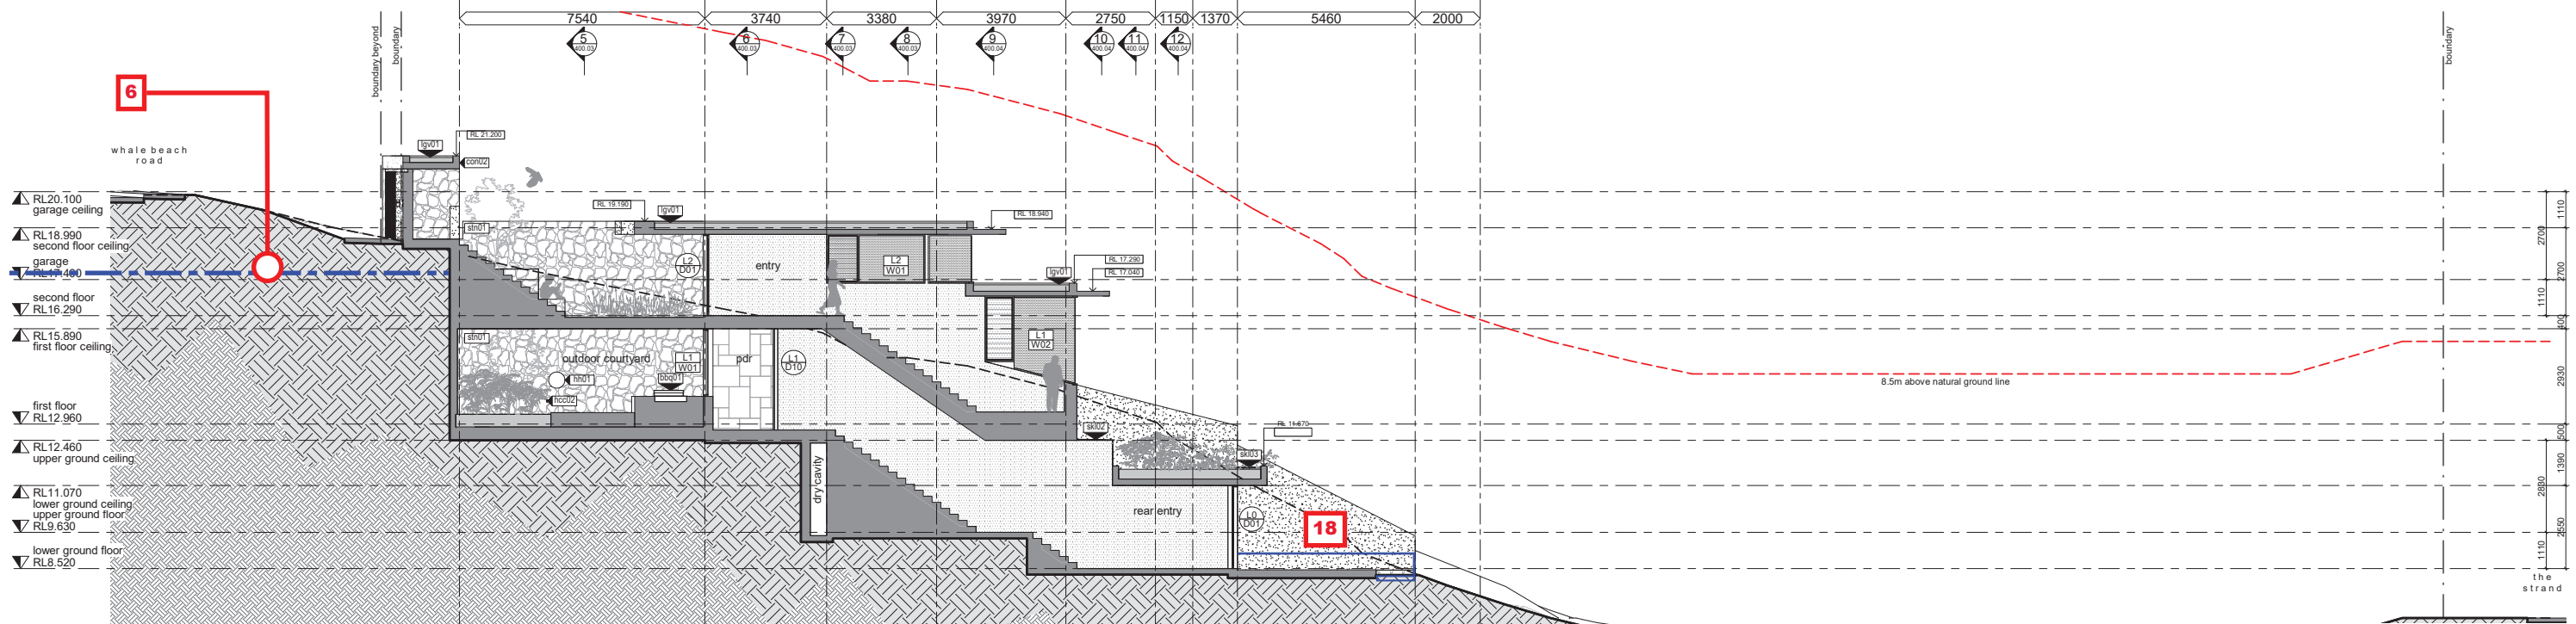 7540
3740
3380
3970
2750
1150
1370
5460
2000
5
400.03
6
400.03
7
400.03
8
400.03
9
400.04
10
400.04
11
400.04
12
400.04
boundary beyond
boundary
boundary
6
whale beach
road
lgv01
RL 21.200
con02
RL20.100
garage ceiling
RL18.990
second floor ceiling
garage
RL17.400
second floor
RL16.290
RL15.890
first floor ceiling
first floor
RL12.960
RL12.460
upper ground ceiling
RL11.070
lower ground ceiling
upper ground floor
RL9.630
lower ground floor
RL8.520
stn01
RL 19.190
lgv01
RL 18.940
L2
D01
entry
L2
W01
lgv01
RL 17.290
RL 17.040
stn01
outdoor courtyard
L1
W01
hh01
bbq01
hcc02
pdr
L1
D10
L1
W02
skl02
RL 11.670
skl03
dry cavity
rear entry
L0
D01
18
8.5m above natural ground line
1110
2700
2700
1110
400
2930
500
1390
2830
2550
1110
the
strand